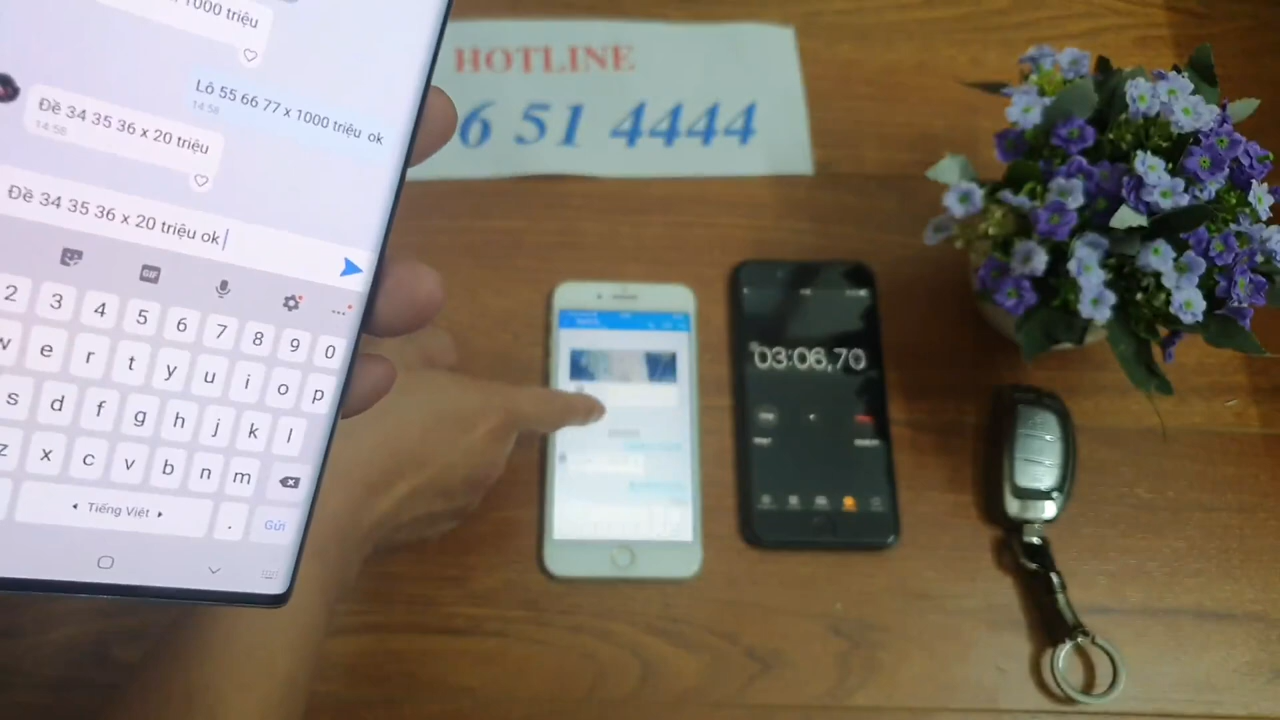 1000 triệu
Lô 55 66 77 x 1000 triệu ok
14:58
Đề 34 35 36 x 20 triệu
14:58
Đề 34 35 36 x 20 triệu ok
GIF
2 3 4 5 6 7 8 9 0
e r t y u i o p
s d f g h j k l
z x c v b n m
Tiếng Việt
. Gửi
HOTLINE
6 51 4444
03:06,70